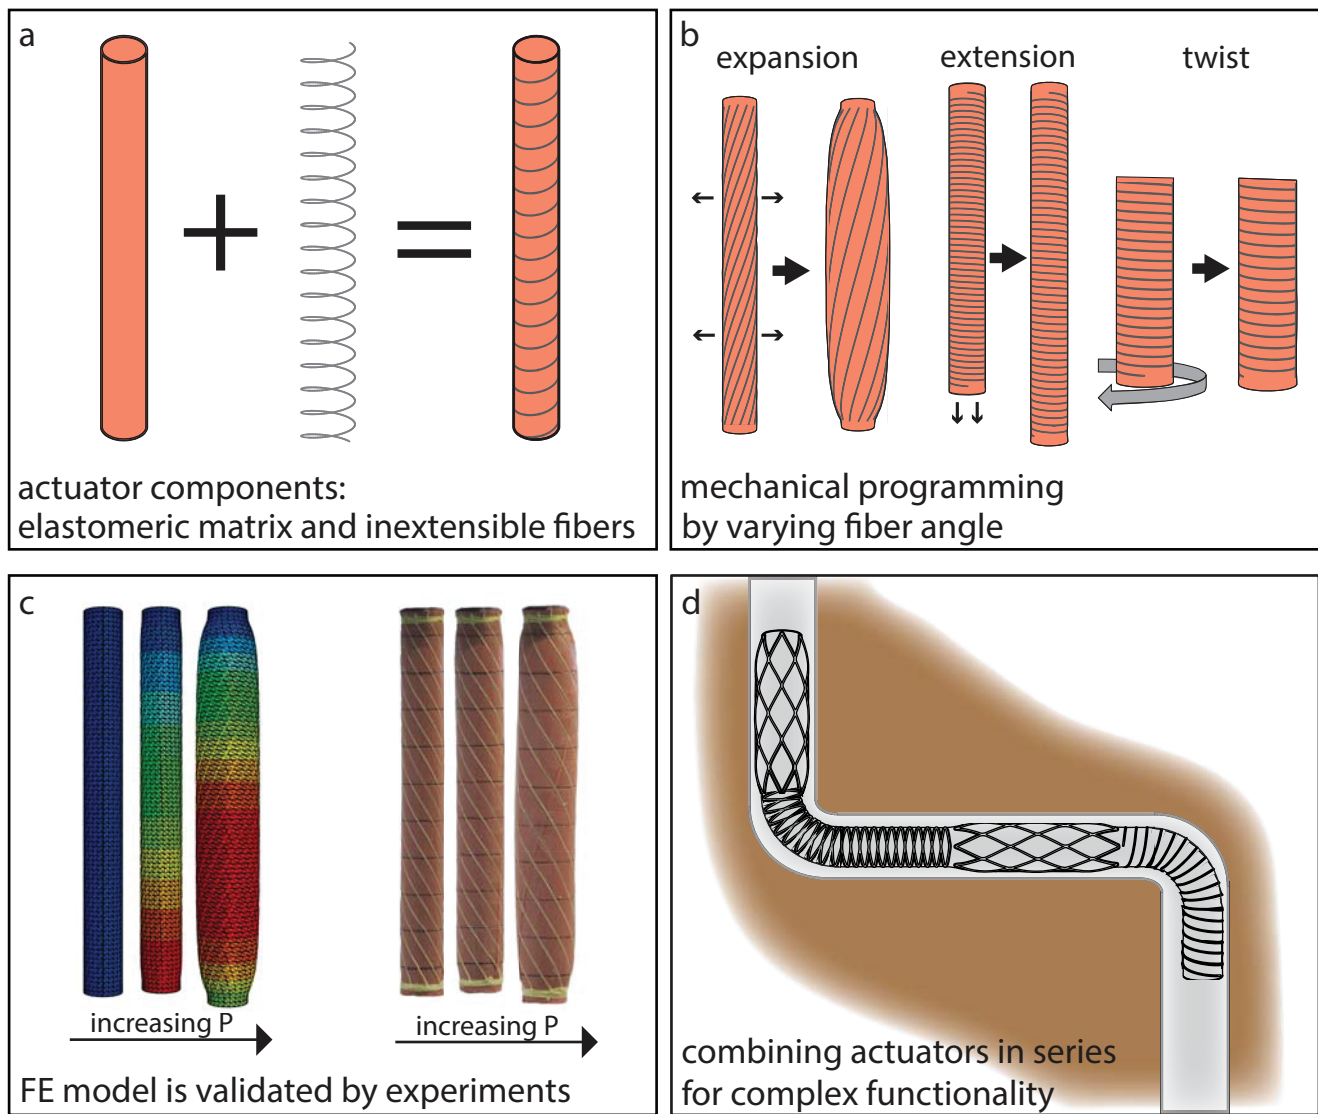 a
actuator components:
elastomeric matrix and inextensible fibers
b
expansion
extension
twist
mechanical programming
by varying fiber angle
c
increasing P
increasing P
FE model is validated by experiments
d
combining actuators in series
for complex functionality